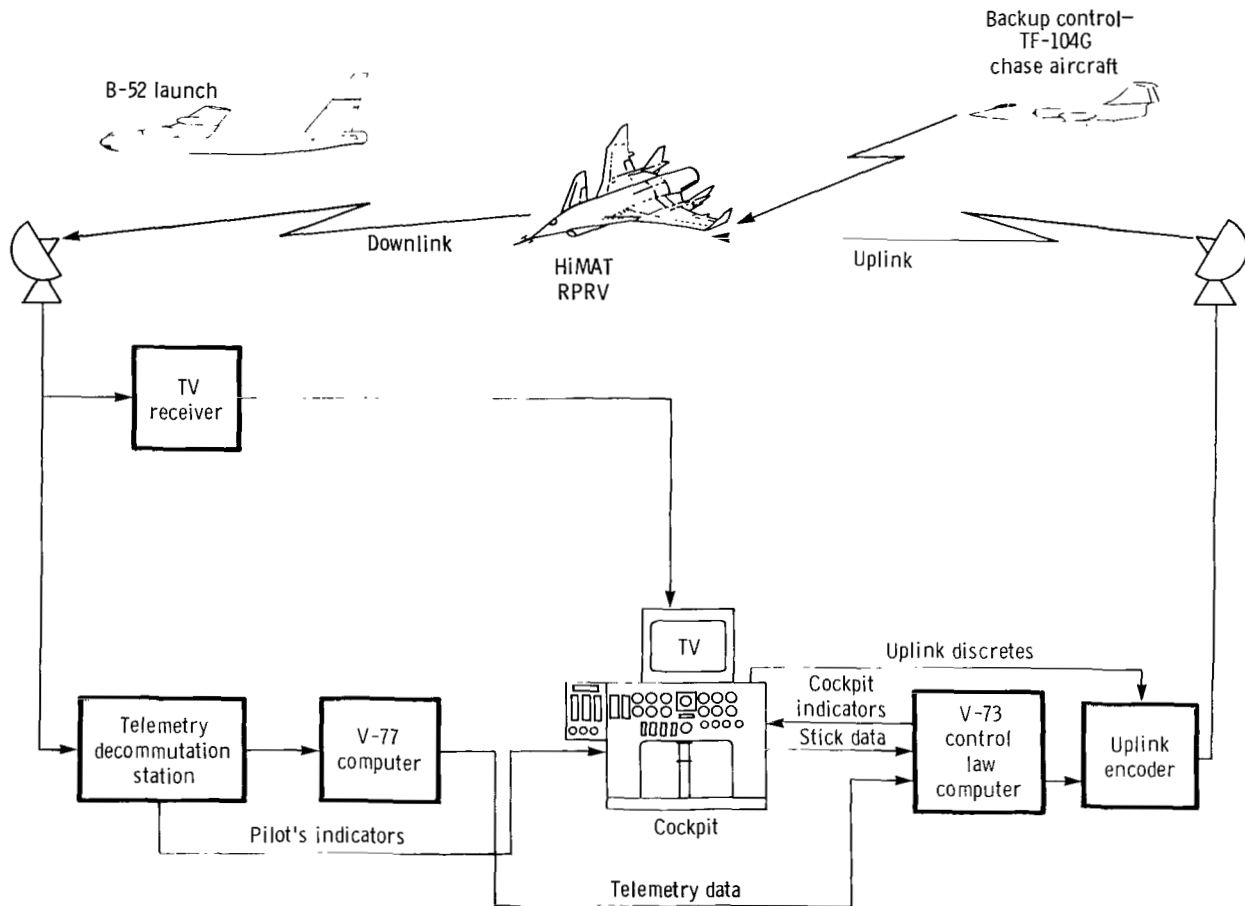 Backup control-
TF-104G
chase aircraft
B-52 launch
Downlink
HiMAT
RPRV
Uplink
TV
receiver
TV
Uplink discretes
Cockpit
indicators
Stick data
Telemetry
decommutation
station
V-77
computer
V-73
control
law
computer
Uplink
encoder
Pilot's indicators
Cockpit
Telemetry data